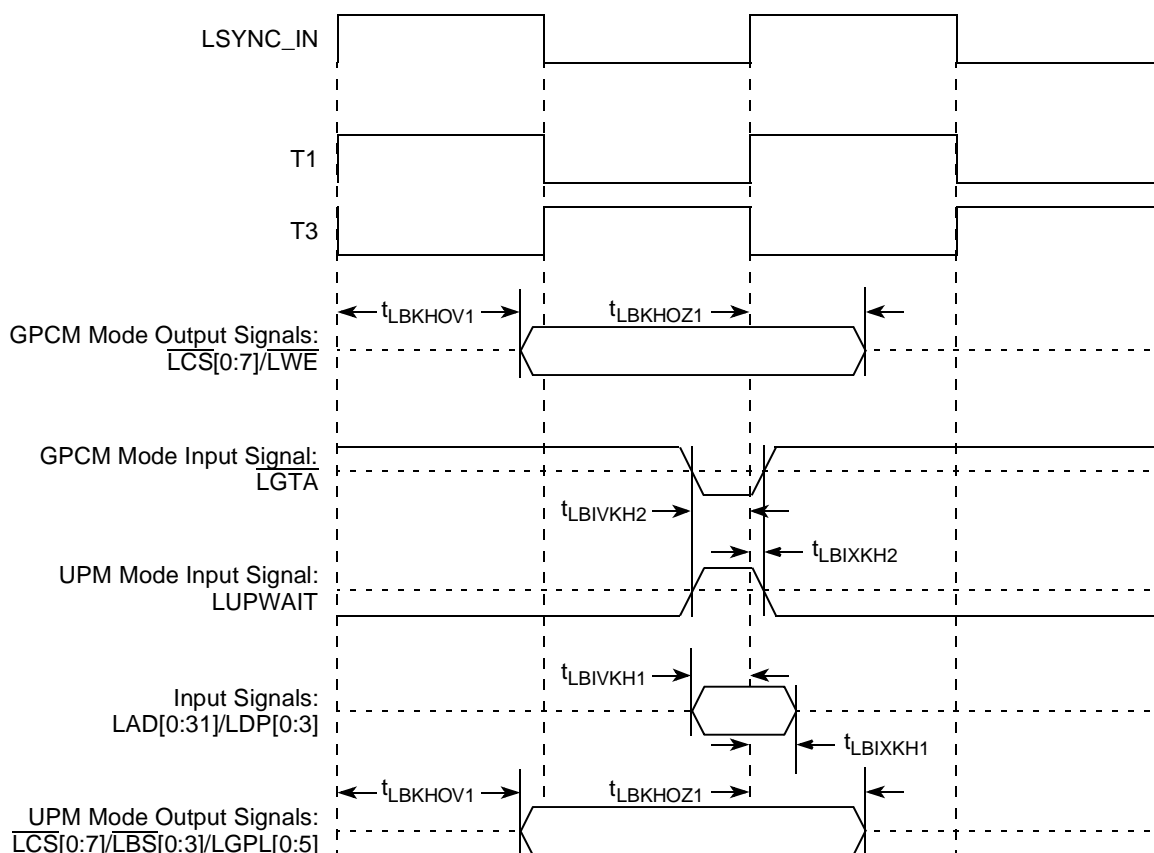 LSYNC_IN
T1
T3
tLBKHOV1
tLBKHOZ1
GPCM Mode Output Signals:
LCS[0:7]/LWE
GPCM Mode Input Signal:
LGTA
tLBIVKH2
tLBIXKH2
UPM Mode Input Signal:
LUPWAIT
tLBIVKH1
Input Signals:
LAD[0:31]/LDP[0:3]
tLBIXKH1
tLBKHOV1
tLBKHOZ1
UPM Mode Output Signals:
LCS[0:7]/LBS[0:3]/LGPL[0:5]